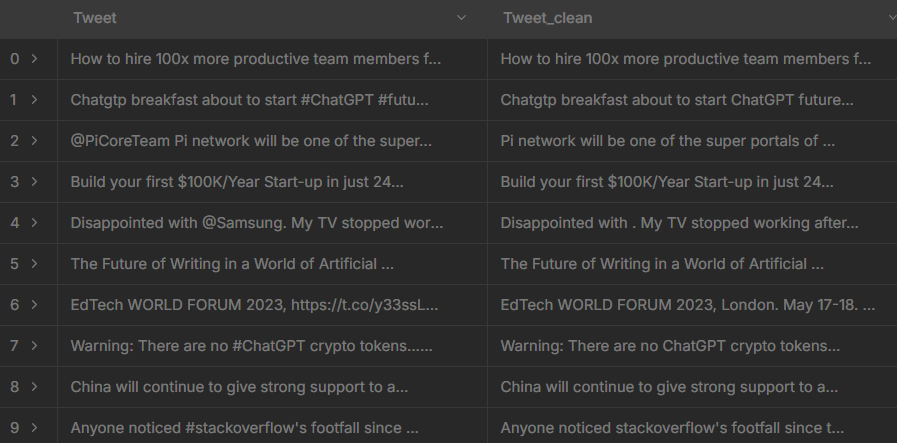 Tweet Tweet_clean
0 How to hire 100x more productive team members f... How to hire 100x more productive team members f...
1 Chatgtp breakfast about to start #ChatGPT #futu... Chatgtp breakfast about to start ChatGPT future...
2 @PiCoreTeam Pi network will be one of the super... Pi network will be one of the super portals of ...
3 Build your first $100K/Year Start-up in just 24... Build your first $100K/Year Start-up in just 24...
4 Disappointed with @Samsung. My TV stopped wor... Disappointed with . My TV stopped working after...
5 The Future of Writing in a World of Artificial ... The Future of Writing in a World of Artificial ...
6 EdTech WORLD FORUM 2023, https://t.co/y33ssL... EdTech WORLD FORUM 2023, London. May 17-18. ...
7 Warning: There are no #ChatGPT crypto tokens...... Warning: There are no ChatGPT crypto tokens...
8 China will continue to give strong support to a... China will continue to give strong support to a...
9 Anyone noticed #stackoverflow's footfall since ... Anyone noticed stackoverflow's footfall since t...